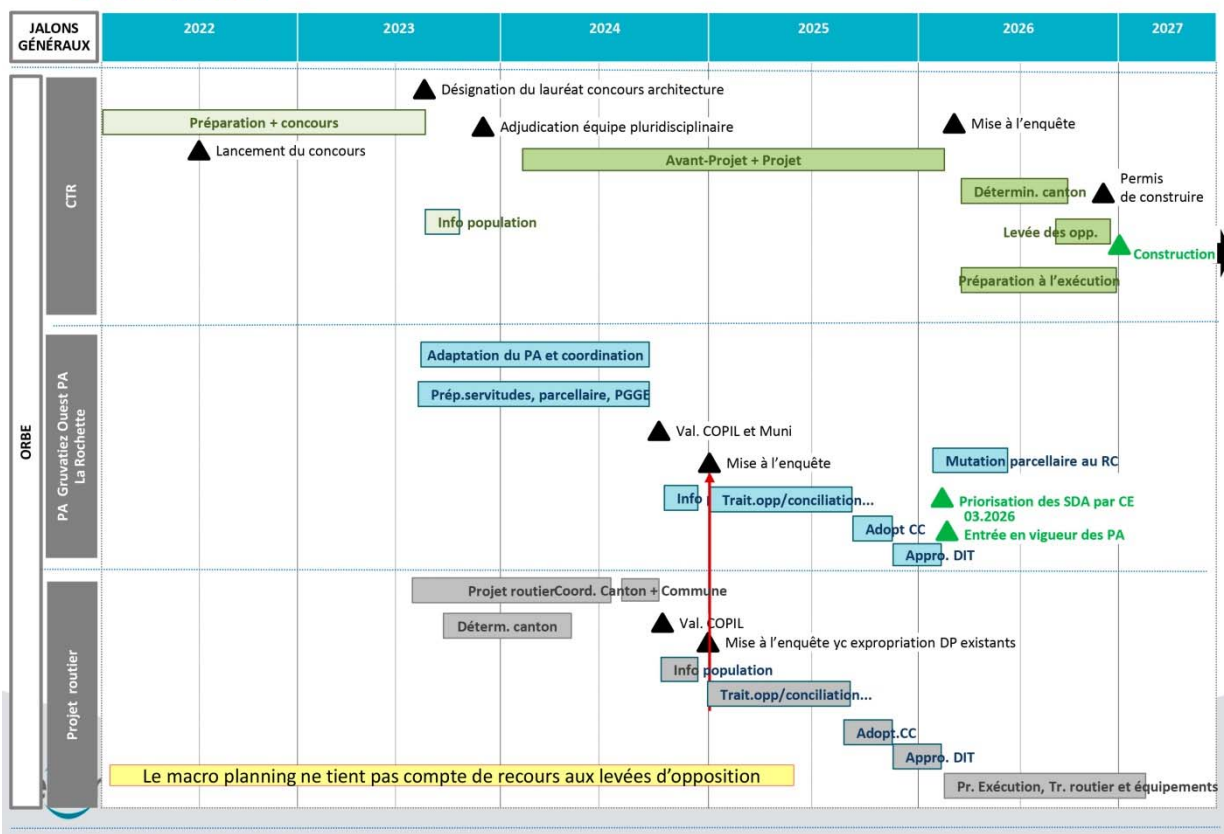 JALONS
GÉNÉRAUX
2022
2023
2024
2025
2026
2027
ORBE
CTR
Désignation du lauréat concours architecture
Préparation + concours
Adjudication équipe pluridisciplinaire
Mise à l'enquête
Lancement du concours
Avant-Projet + Projet
Détermin. canton
Permis
de construire
Info population
Levée des opp.
Construction
Préparation à l'exécution
PA Gruvatiez Ouest PA
La Rochette
Adaptation du PA et coordination
Prép.servitudes, parcellaire, PGGE
Val. COPIL et Muni
Mise à l'enquête
Mutation parcellaire au RC
Info
Trait.opp/conciliation...
Priorisation des SDA par CE
03.2026
Adopt CC
Entrée en vigueur des PA
Appro. DIT
Projet routier
Projet routier
Coord. Canton + Commune
Déterm. canton
Val. COPIL
Mise à l'enquête yc expropriation DP existants
Info population
Trait.opp/conciliation...
Adopt.CC
Appro. DIT
Le macro planning ne tient pas compte de recours aux levées d'opposition
Pr. Exécution, Tr. routier et équipements